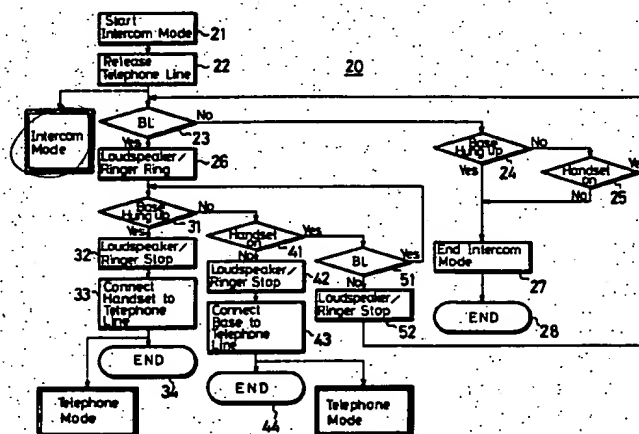 Start
Intercom Mode
21
Release
Telephone Line
22
20
Intercom
Mode
BL
23
No
Yes
Loudspeaker/
Ringer Ring
26
Base
Hung Up
24
No
Yes
Handset
on
25
Yes
No
Base
Hung Up
31
No
Yes
Handset
on
41
Yes
No
BL
51
Yes
No
32
Loudspeaker/
Ringer Stop
Loudspeaker/
Ringer Stop
42
Loudspeaker/
Ringer Stop
52
End Intercom
Mode
27
33
Connect
Handset to
Telephone
Line
Connect
Base to
Telephone
Line
43
END
28
END
34
END
44
Telephone
Mode
Telephone
Mode